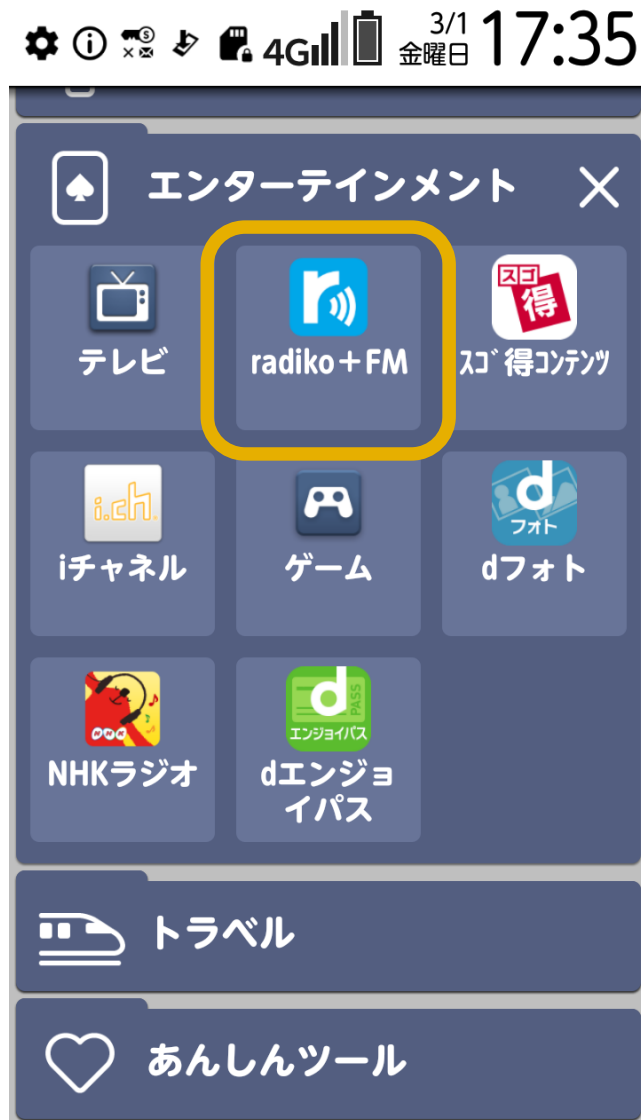 4G
3/1
金曜日
17:35
エンターテインメント
テレビ
radiko+FM
スゴ得
スゴ得コンテンツ
i.ch.
iチャネル
ゲーム
d
フォト
dフォト
NHK
NHKラジオ
d
PASS
エンジョイパス
dエンジョ
イパス
トラベル
あんしんツール